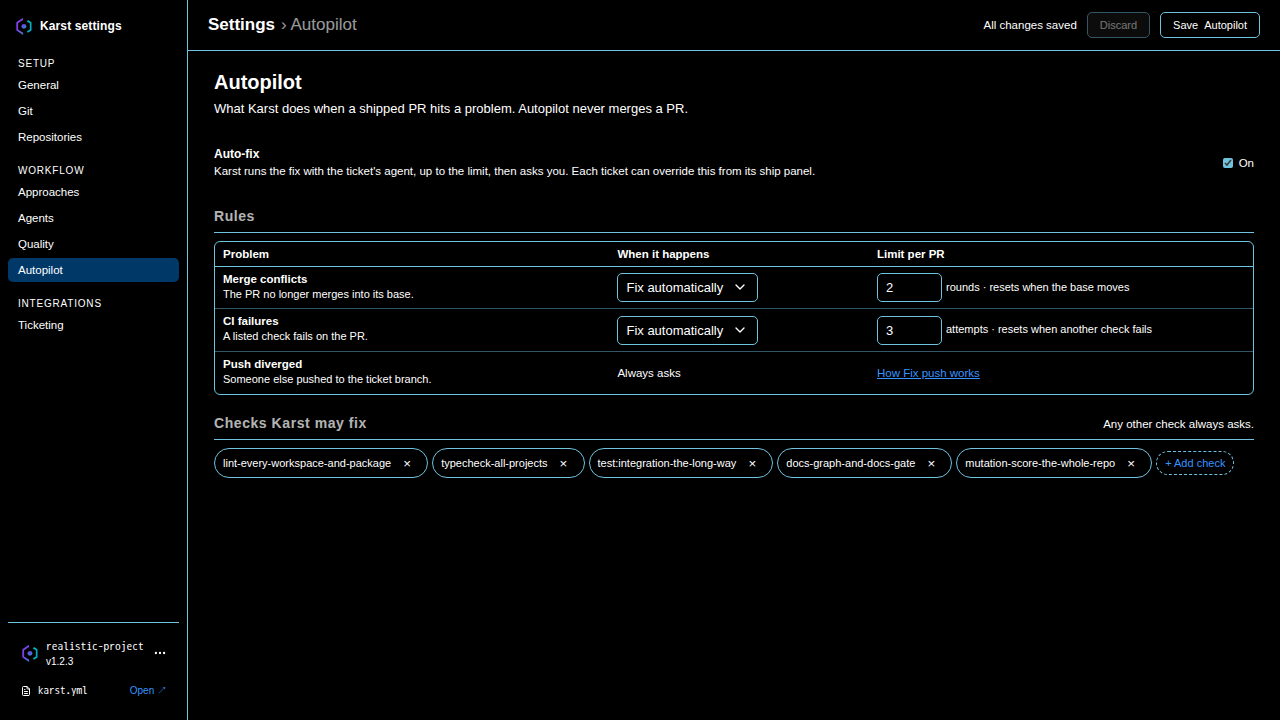 Karst settings
SETUP
General
Git
Repositories
WORKFLOW
Approaches
Agents
Quality
Autopilot
INTEGRATIONS
Ticketing
realistic-project
v1.2.3
karst.yml Open ↗
Settings › Autopilot
All changes saved Discard Save Autopilot
Autopilot
What Karst does when a shipped PR hits a problem. Autopilot never merges a PR.
Auto-fix
Karst runs the fix with the ticket's agent, up to the limit, then asks you. Each ticket can override this from its ship panel.
On
Rules
Problem When it happens Limit per PR
Merge conflicts
The PR no longer merges into its base.
Fix automatically 2 rounds · resets when the base moves
CI failures
A listed check fails on the PR.
Fix automatically 3 attempts · resets when another check fails
Push diverged
Someone else pushed to the ticket branch.
Always asks How Fix push works
Checks Karst may fix Any other check always asks.
lint-every-workspace-and-package × typecheck-all-projects × test:integration-the-long-way × docs-graph-and-docs-gate × mutation-score-the-whole-repo × + Add check